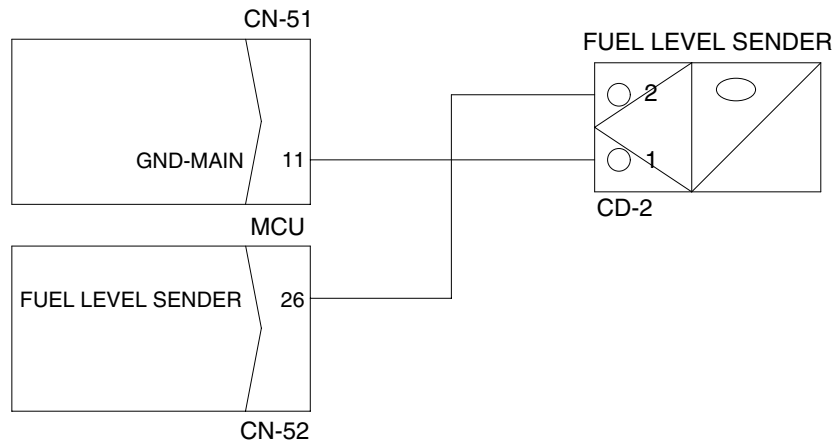 CN-51
FUEL LEVEL SENDER
2
GND-MAIN 11
1
CD-2
MCU
FUEL LEVEL SENDER 26
CN-52